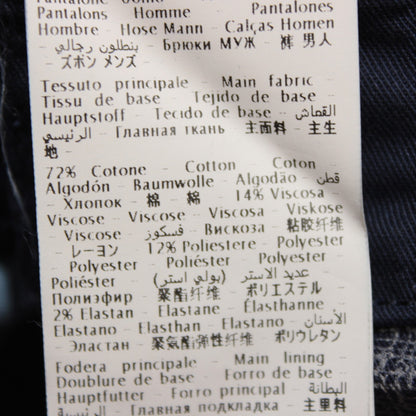 Pantalons Homme - Pantalones
Hombre Hose Mann - Calças Homen
- بنطلون رجالي - Брюки МУЖ - 裤 男人
- ズボン メンズ -
Tessuto principale - Main fabric -
Tissu de base - Tejido de base -
Hauptstoff - Tecido de base - القماش
الرئيسي - Главная ткань - 主面料 - 主生
地 -
72% Cotone - Cotton - Coton -
Algodón - Baumwolle - Algodão - قطن
- Хлопок - 棉 - 綿 - 14% Viscosa -
Viscose - Viscose - Viscosa - Viskose
- Viscose - فسكوز - Вискоза - 粘胶纤维
- レーヨン - 12% Poliestere - Polyester
- Polyester - Poliéster - Polyester -
Poliéster - عديد الاستر (بولي استر) -
Полиэфир - 聚酯纤维 - ポリエステル -
2% Elastan - Elastane - Élasthanne -
Elastano - Elasthan - Elastano - الأستان
- Эластан - 聚氨酯弹性纤维 - ポリウレタン
Fodera principale - Main lining -
Doublure de base - Forro de base -
Hauptfutter - Forro principal - البطانة
الرئيسية - Главная подкладка - 主里料